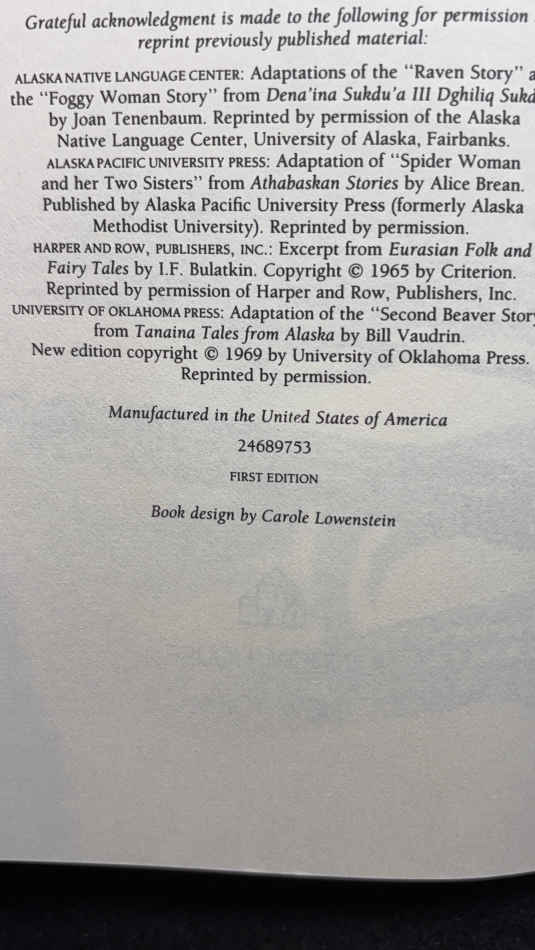 Grateful acknowledgment is made to the following for permission
reprint previously published material:
ALASKA NATIVE LANGUAGE CENTER: Adaptations of the "Raven Story"
the "Foggy Woman Story" from Dena'ina Sukdu'a III Dghiliq
by Joan Tenenbaum. Reprinted by permission of the Alaska
Native Language Center, University of Alaska, Fairbanks.
ALASKA PACIFIC UNIVERSITY PRESS: Adaptation of "Spider Woman
and her Two Sisters" from Athabaskan Stories by Alice Brean.
Published by Alaska Pacific University Press (formerly Alaska
Methodist University). Reprinted by permission.
HARPER AND ROW, PUBLISHERS, INC.: Excerpt from Eurasian Folk and
Fairy Tales by I.F. Bulatkin. Copyright © 1965 by Criterion.
Reprinted by permission of Harper and Row, Publishers, Inc.
UNIVERSITY OF OKLAHOMA PRESS: Adaptation of the "Second Beaver Story
from Tanaina Tales from Alaska by Bill Vaudrin.
New edition copyright © 1969 by University of Oklahoma Press.
Reprinted by permission.
Manufactured in the United States of America
24689753
FIRST EDITION
Book design by Carole Lowenstein